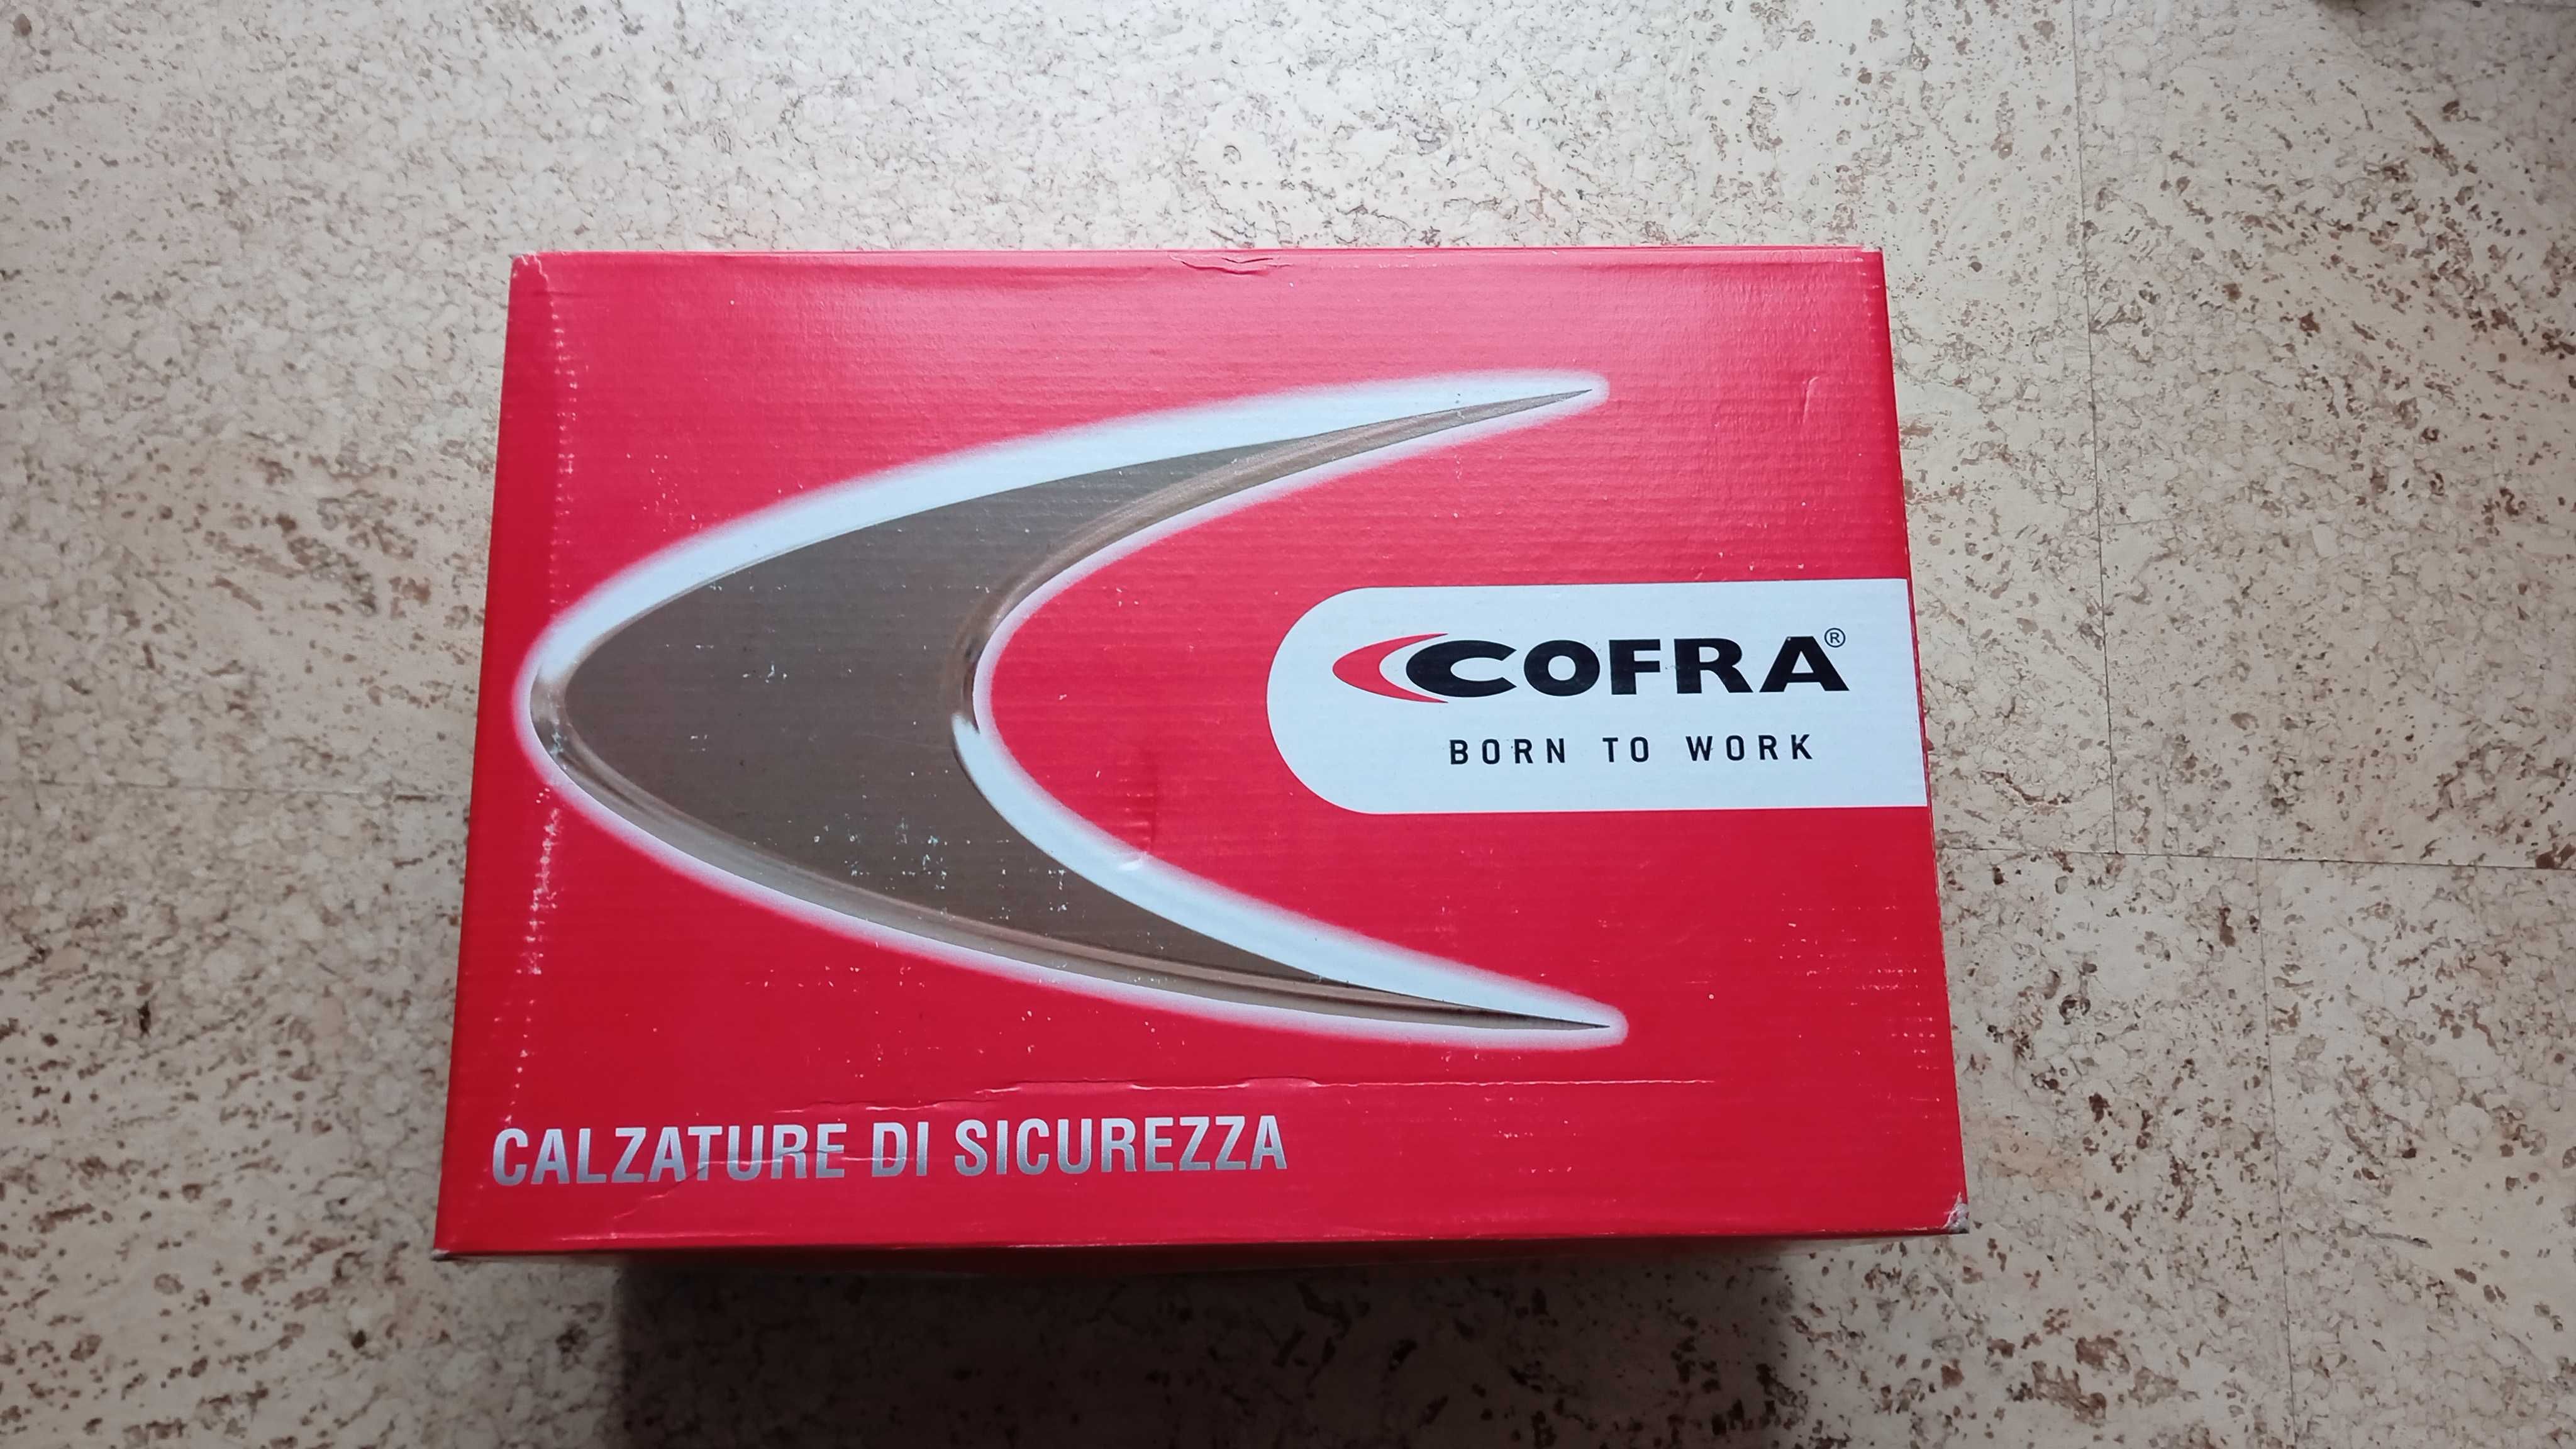 COFRA®
BORN TO WORK
CALZATURE DI SICUREZZA